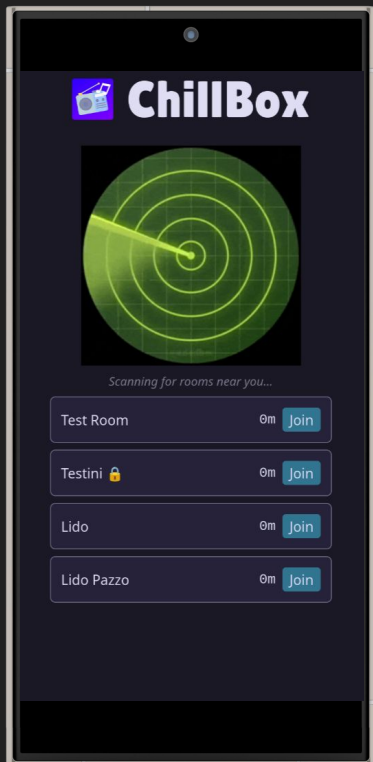 ChillBox
Scanning for rooms near you...
Test Room 0m Join
Testini 🔒 0m Join
Lido 0m Join
Lido Pazzo 0m Join